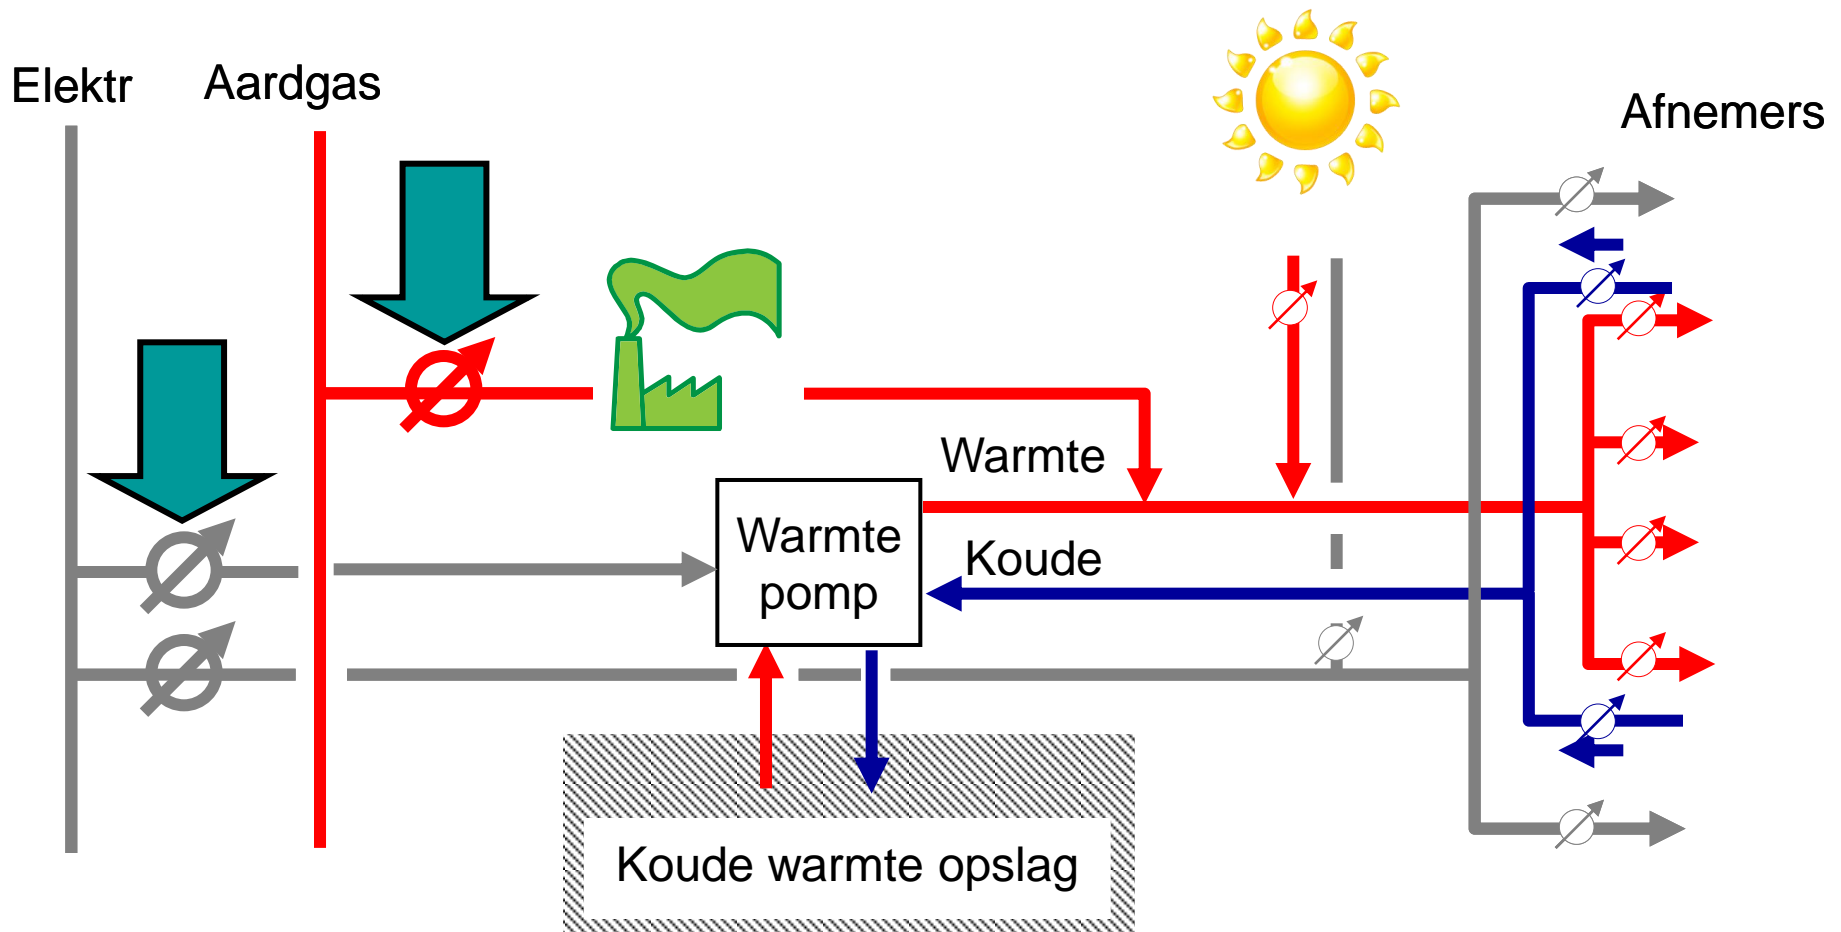 Elektr
Aardgas
Afnemers
Warmte
Warmte
pomp
Koude
Koude warmte opslag